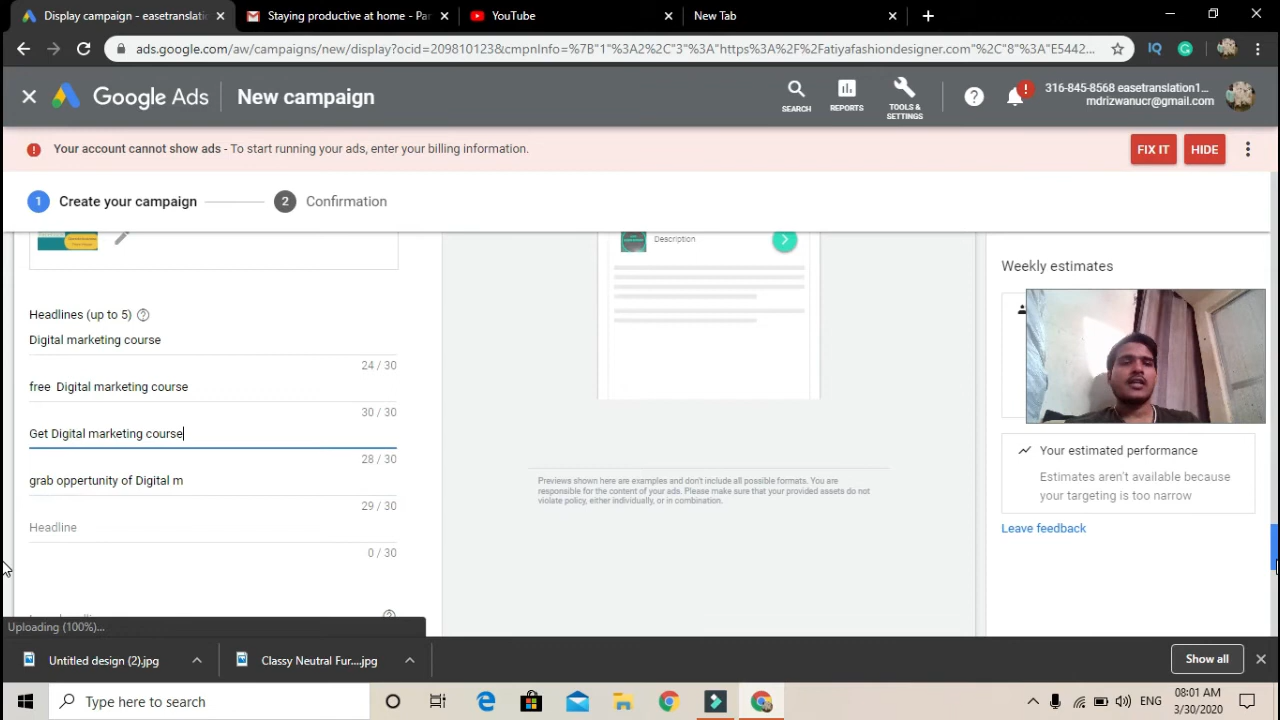 Display campaign - easetranslatio
Staying productive at home - Par
YouTube
New Tab
ads.google.com/aw/campaigns/new/display?ocid=209810123&cmpnInfo=%7B"1"%3A2%2C"3"%3A"https%3A%2F%2Fatiyafashiondesigner.com"%2C"8"%3A"E5442...
Google Ads
New campaign
SEARCH
REPORTS
TOOLS & SETTINGS
316-845-8568 easetranslation1...
mdrizwanucr@gmail.com
Your account cannot show ads - To start running your ads, enter your billing information.
FIX IT
HIDE
1 Create your campaign
2 Confirmation
Description
Headlines (up to 5)
Digital marketing course
24 / 30
free Digital marketing course
30 / 30
Get Digital marketing course
28 / 30
grab oppertunity of Digital m
29 / 30
Headline
0 / 30
Previews shown here are examples and don't include all possible formats. You are
responsible for the content of your ads. Please make sure that your provided assets do not
violate policy, either individually, or in combination.
Weekly estimates
Your estimated performance
Estimates aren't available because
your targeting is too narrow
Leave feedback
Uploading (100%)...
Untitled design (2).jpg
Classy Neutral Fur....jpg
Show all
Type here to search
ENG
08:01 AM
3/30/2020